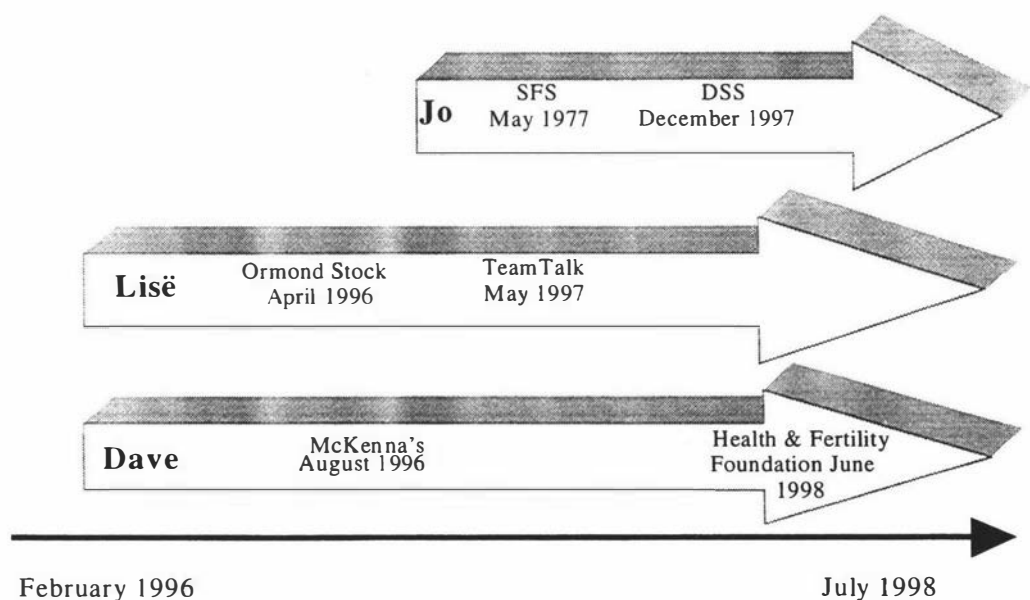 Jo
SFS
May 1977
DSS
December 1997
Lisë
Ormond Stock
April 1996
TeamTalk
May 1997
Dave
McKenna's
August 1996
Health & Fertility
Foundation June
1998
February 1996
July 1998